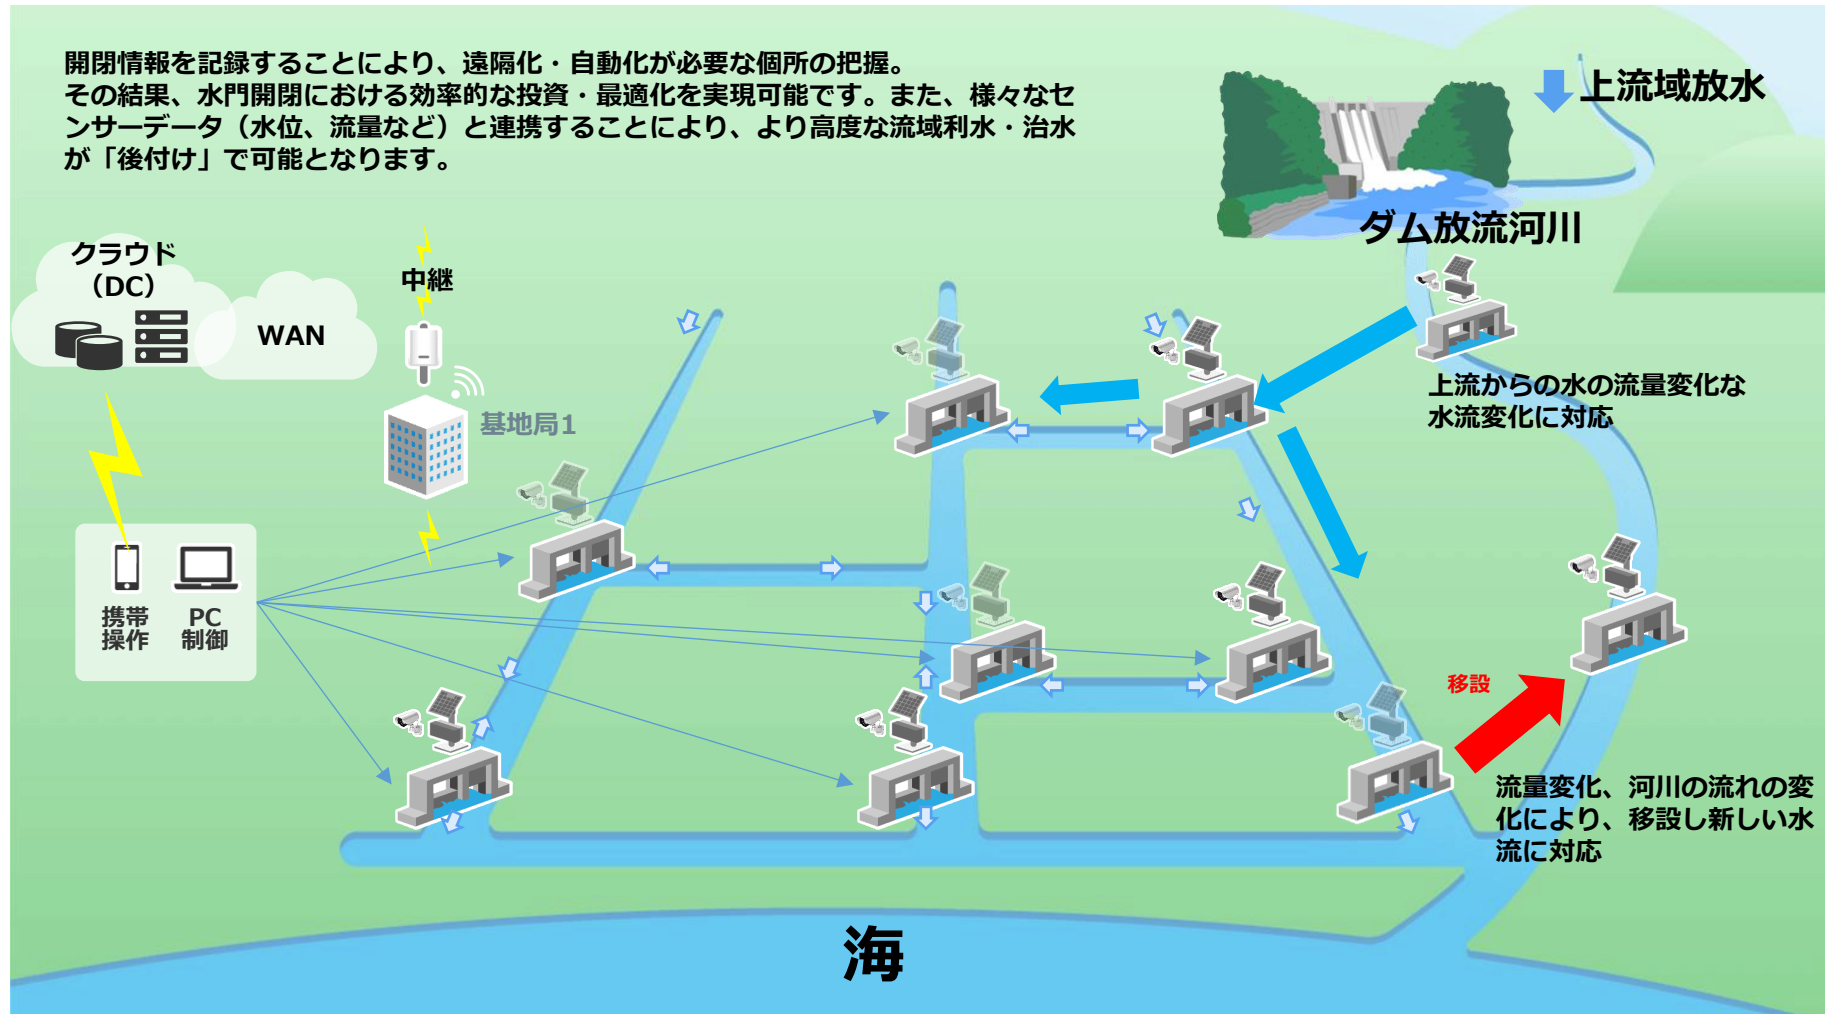 開閉情報を記録することにより、遠隔化・自動化が必要な個所の把握。
その結果、水門開閉における効率的な投資・最適化を実現可能です。また、様々なセ
ンサーデータ（水位、流量など）と連携することにより、より高度な流域利水・治水
が「後付け」で可能となります。
上流域放水
ダム放流河川
クラウド
（DC）
WAN
中継
基地局1
上流からの水の流量変化な
水流変化に対応
携帯
操作
PC
制御
移設
流量変化、河川の流れの変
化により、移設し新しい水
流に対応
海